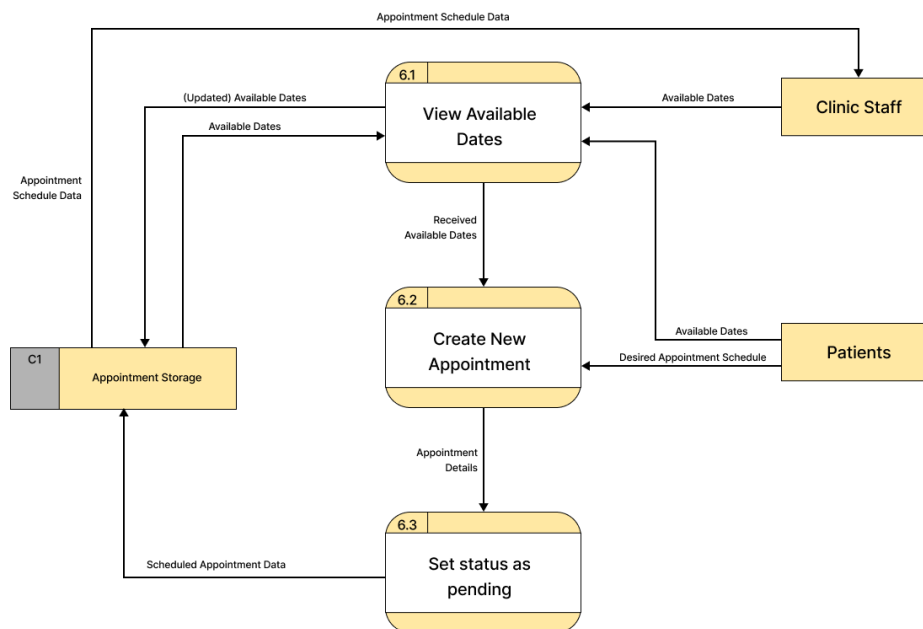 Appointment Schedule Data
6.1
View Available
Dates
(Updated) Available Dates
Available Dates
Available Dates
Clinic Staff
Appointment
Schedule Data
Received
Available Dates
6.2
Create New
Appointment
Available Dates
Desired Appointment Schedule
Patients
C1
Appointment Storage
Appointment
Details
6.3
Set status as
pending
Scheduled Appointment Data